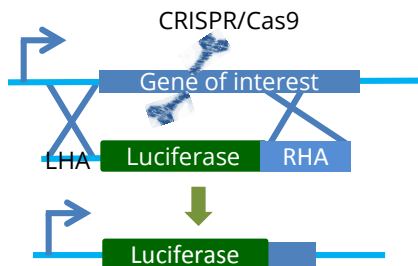 CRISPR/Cas9
Gene of interest
LHA
Luciferase
RHA
Luciferase